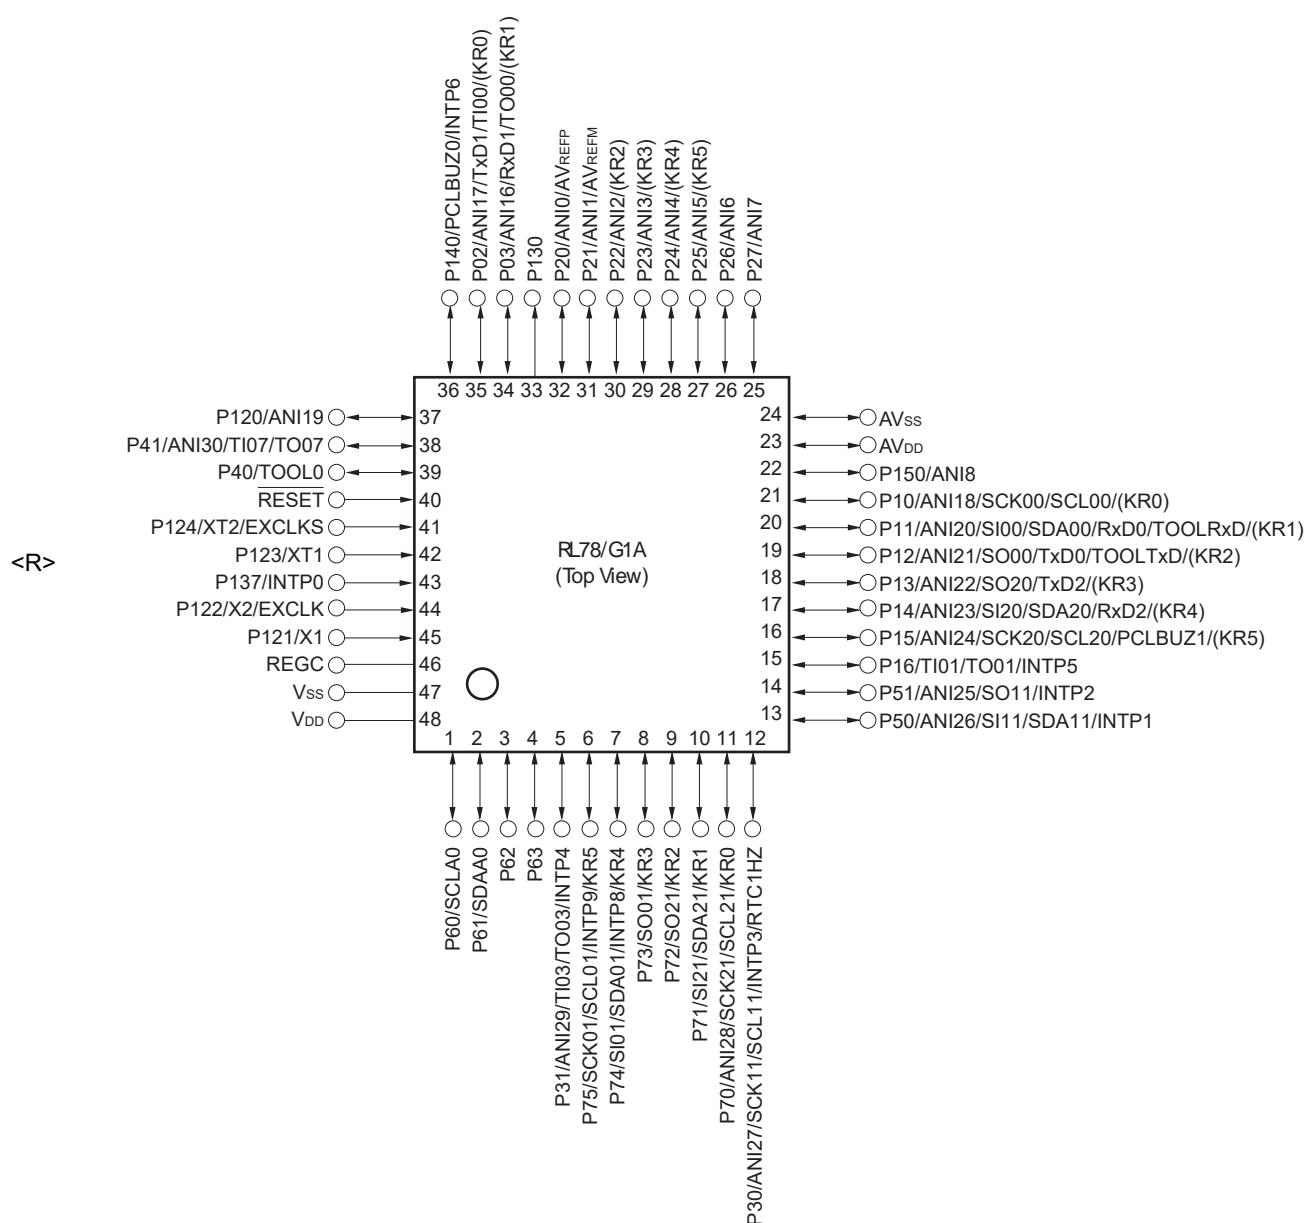 P140/PCLBUZ0/INTP6
P02/ANI17/TxD1/TI00/(KR0)
P03/ANI16/RxD1/TO00/(KR1)
P130
P20/ANI0/AVREFP
P21/ANI1/AVREFM
P22/ANI2/(KR2)
P23/ANI3/(KR3)
P24/ANI4/(KR4)
P25/ANI5/(KR5)
P26/ANI6
P27/ANI7
36 35 34 33 32 31 30 29 28 27 26 25
P120/ANI19 37
P41/ANI30/TI07/TO07 38
P40/TOOL0 39
RESET 40
P124/XT2/EXCLKS 41
P123/XT1 42
P137/INTP0 43
P122/X2/EXCLK 44
P121/X1 45
REGC 46
VSS 47
VDD 48
<R>
RL78/G1A
(Top View)
24 AVSS
23 AVDD
22 P150/ANI8
21 P10/ANI18/SCK00/SCL00/(KR0)
20 P11/ANI20/SI00/SDA00/RxD0/TOOLRxD/(KR1)
19 P12/ANI21/SO00/TxD0/TOOLTxD/(KR2)
18 P13/ANI22/SO20/TxD2/(KR3)
17 P14/ANI23/SI20/SDA20/RxD2/(KR4)
16 P15/ANI24/SCK20/SCL20/PCLBUZ1/(KR5)
15 P16/TI01/TO01/INTP5
14 P51/ANI25/SO11/INTP2
13 P50/ANI26/SI11/SDA11/INTP1
1 2 3 4 5 6 7 8 9 10 11 12
P60/SCLA0
P61/SDAA0
P62
P63
P31/ANI29/TI03/TO03/INTP4
P75/SCK01/SCL01/INTP9/KR5
P74/SI01/SDA01/INTP8/KR4
P73/SO01/KR3
P72/SO21/KR2
P71/SI21/SDA21/KR1
P70/ANI28/SCK21/SCL21/KR0
P30/ANI27/SCK11/SCL11/INTP3/RTC1HZ